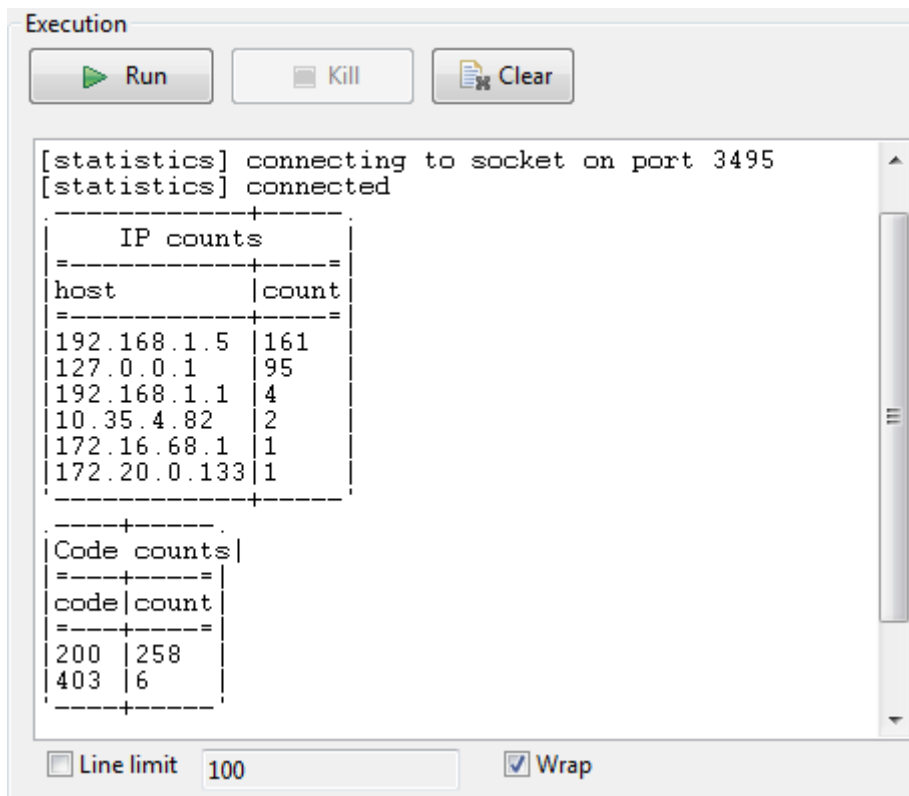 Execution
Run Kill Clear
[statistics] connecting to socket on port 3495
[statistics] connected
.------------+-----.
|    IP counts     |
|=-----------+----=|
|host        |count|
|=-----------+----=|
|192.168.1.5 |161  |
|127.0.0.1   |95   |
|192.168.1.1 |4    |
|10.35.4.82  |2    |
|172.16.68.1 |1    |
|172.20.0.133|1    |
'------------+-----'
.----+-----.
|Code counts|
|=---+----=|
|code|count|
|=---+----=|
|200 |258  |
|403 |6    |
'----+-----'
Line limit 100 Wrap